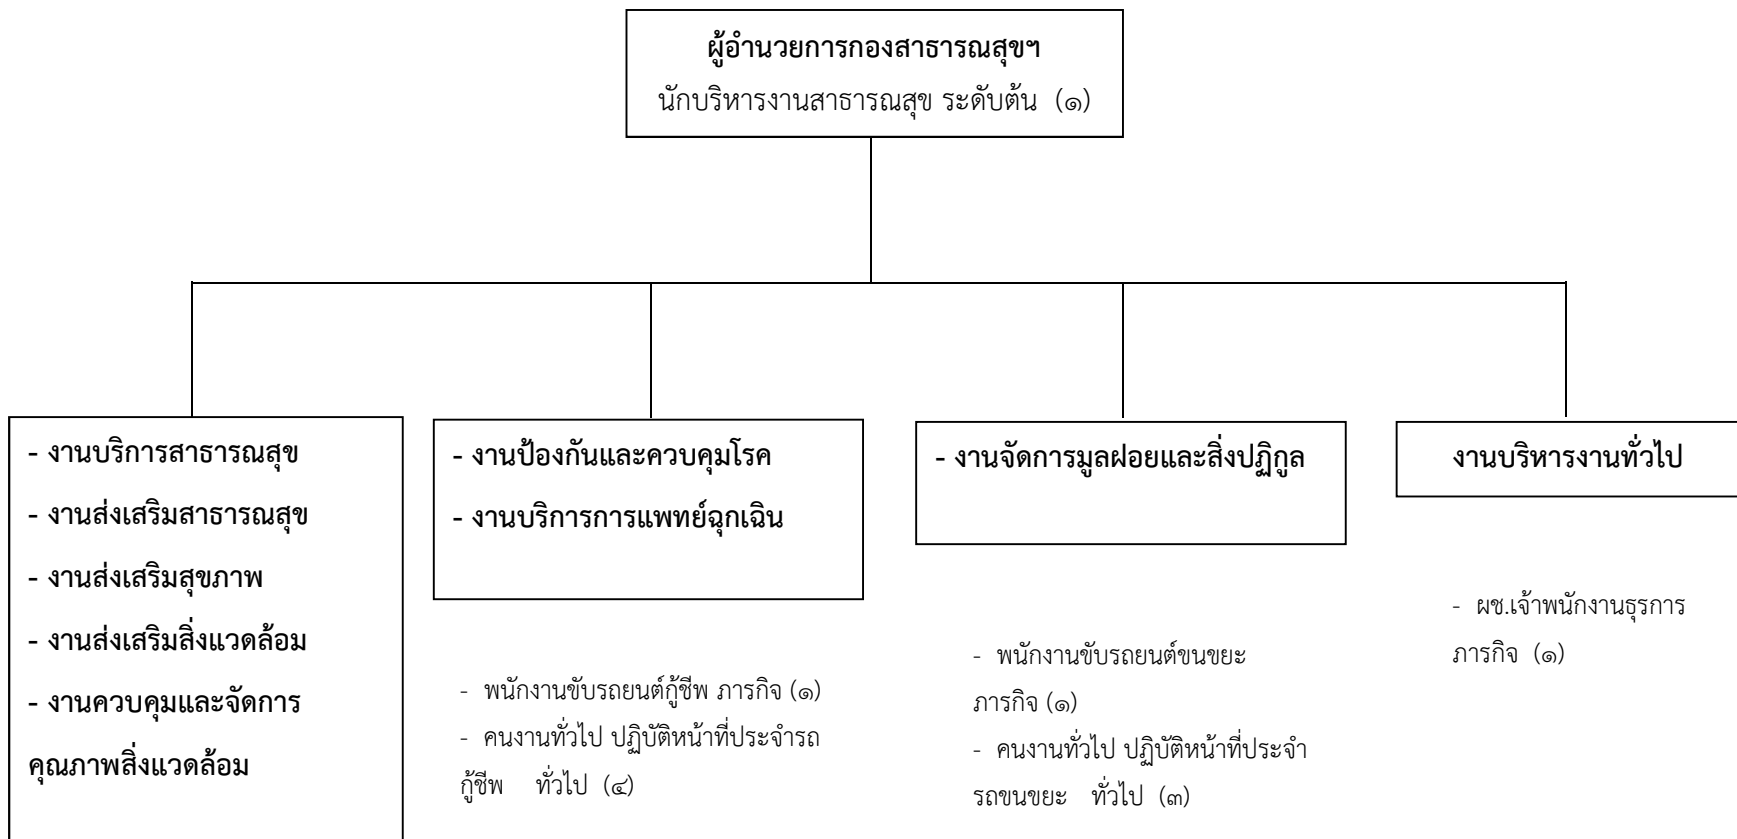 ผู้อำนวยการกองสาธารณสุขฯ
นักบริหารงานสาธารณสุข ระดับต้น (๑)
- งานบริการสาธารณสุข
- งานส่งเสริมสาธารณสุข
- งานส่งเสริมสุขภาพ
- งานส่งเสริมสิ่งแวดล้อม
- งานควบคุมและจัดการ
คุณภาพสิ่งแวดล้อม
- งานป้องกันและควบคุมโรค
- งานบริการการแพทย์ฉุกเฉิน
- พนักงานขับรถยนต์กู้ชีพ ภารกิจ (๑)
- คนงานทั่วไป ปฏิบัติหน้าที่ประจำรถ
กู้ชีพ ทั่วไป (๔)
- งานจัดการมูลฝอยและสิ่งปฏิกูล
- พนักงานขับรถยนต์ขนขยะ
ภารกิจ (๑)
- คนงานทั่วไป ปฏิบัติหน้าที่ประจำ
รถขนขยะ ทั่วไป (๓)
งานบริหารงานทั่วไป
- ผช.เจ้าพนักงานธุรการ
ภารกิจ (๑)